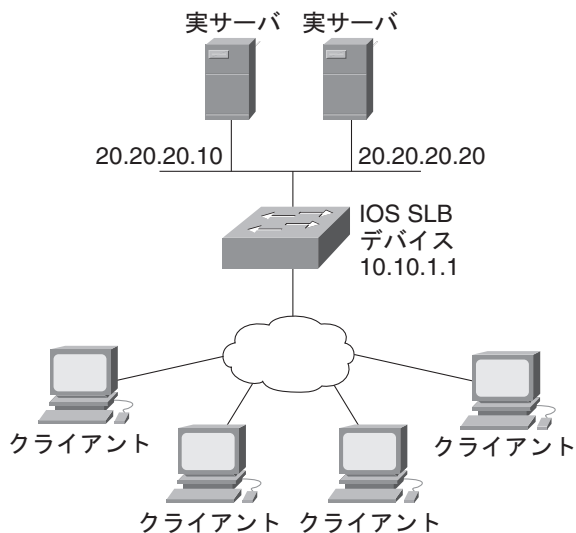 実サーバ 実サーバ
20.20.20.10
20.20.20.20
IOS SLB
デバイス
10.10.1.1
クライアント
クライアント
クライアント クライアント